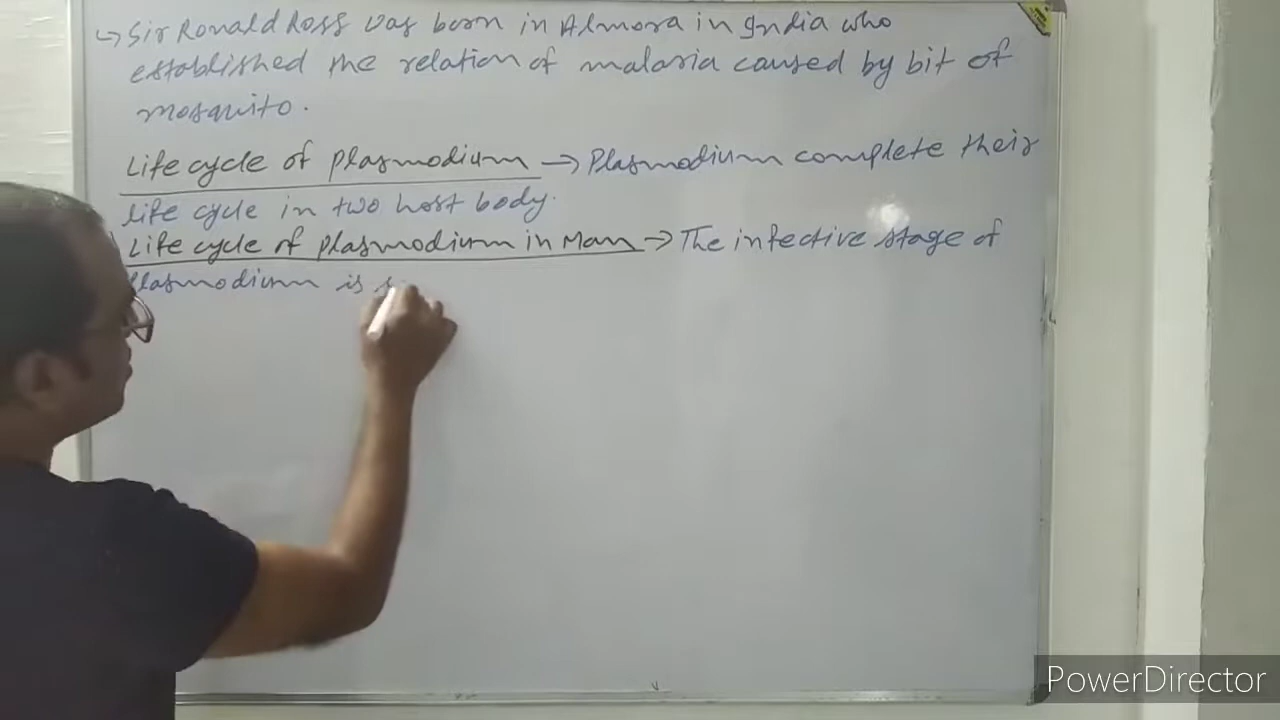 ↳ Sir Ronald Ross was born in Almora in India who
established the relation of malaria caused by bit of
mosquito.
Life cycle of plasmodium → Plasmodium complete their
life cycle in two host body.
Life cycle of plasmodium in Man → The infective stage of
plasmodium is s
PowerDirector